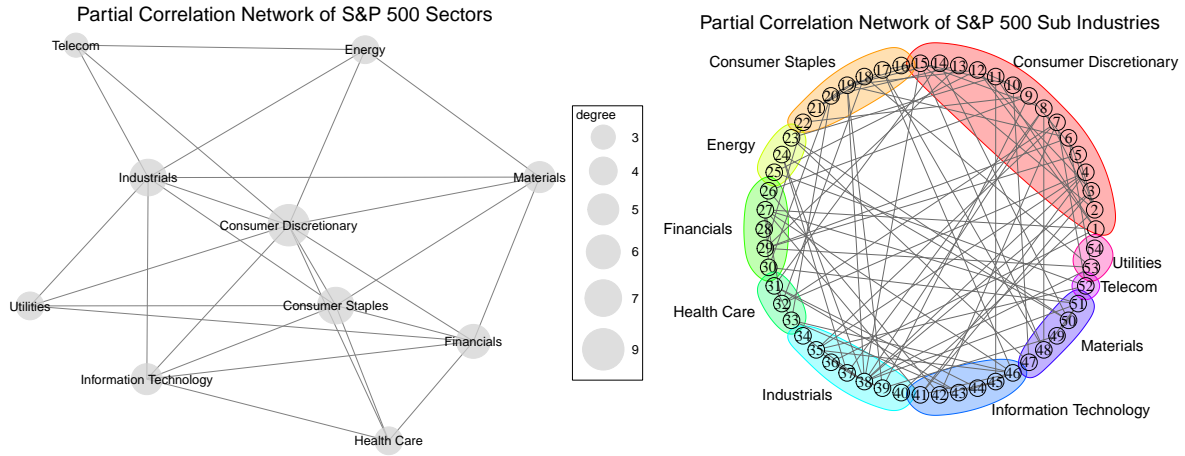 Partial Correlation Network of S&P 500 Sectors
Telecom
Energy
Industrials
Materials
Consumer Discretionary
Utilities
Consumer Staples
Financials
Information Technology
Health Care
degree
3
4
5
6
7
9
Partial Correlation Network of S&P 500 Sub Industries
Consumer Staples
Consumer Discretionary
Energy
Financials
Health Care
Industrials
Information Technology
Materials
Telecom
Utilities
1
2
3
4
5
6
7
8
9
10
11
12
13
14
15
16
17
18
19
20
21
22
23
24
25
26
27
28
29
30
31
32
33
34
35
36
37
38
39
40
41
42
43
44
45
46
47
48
49
50
51
52
53
54